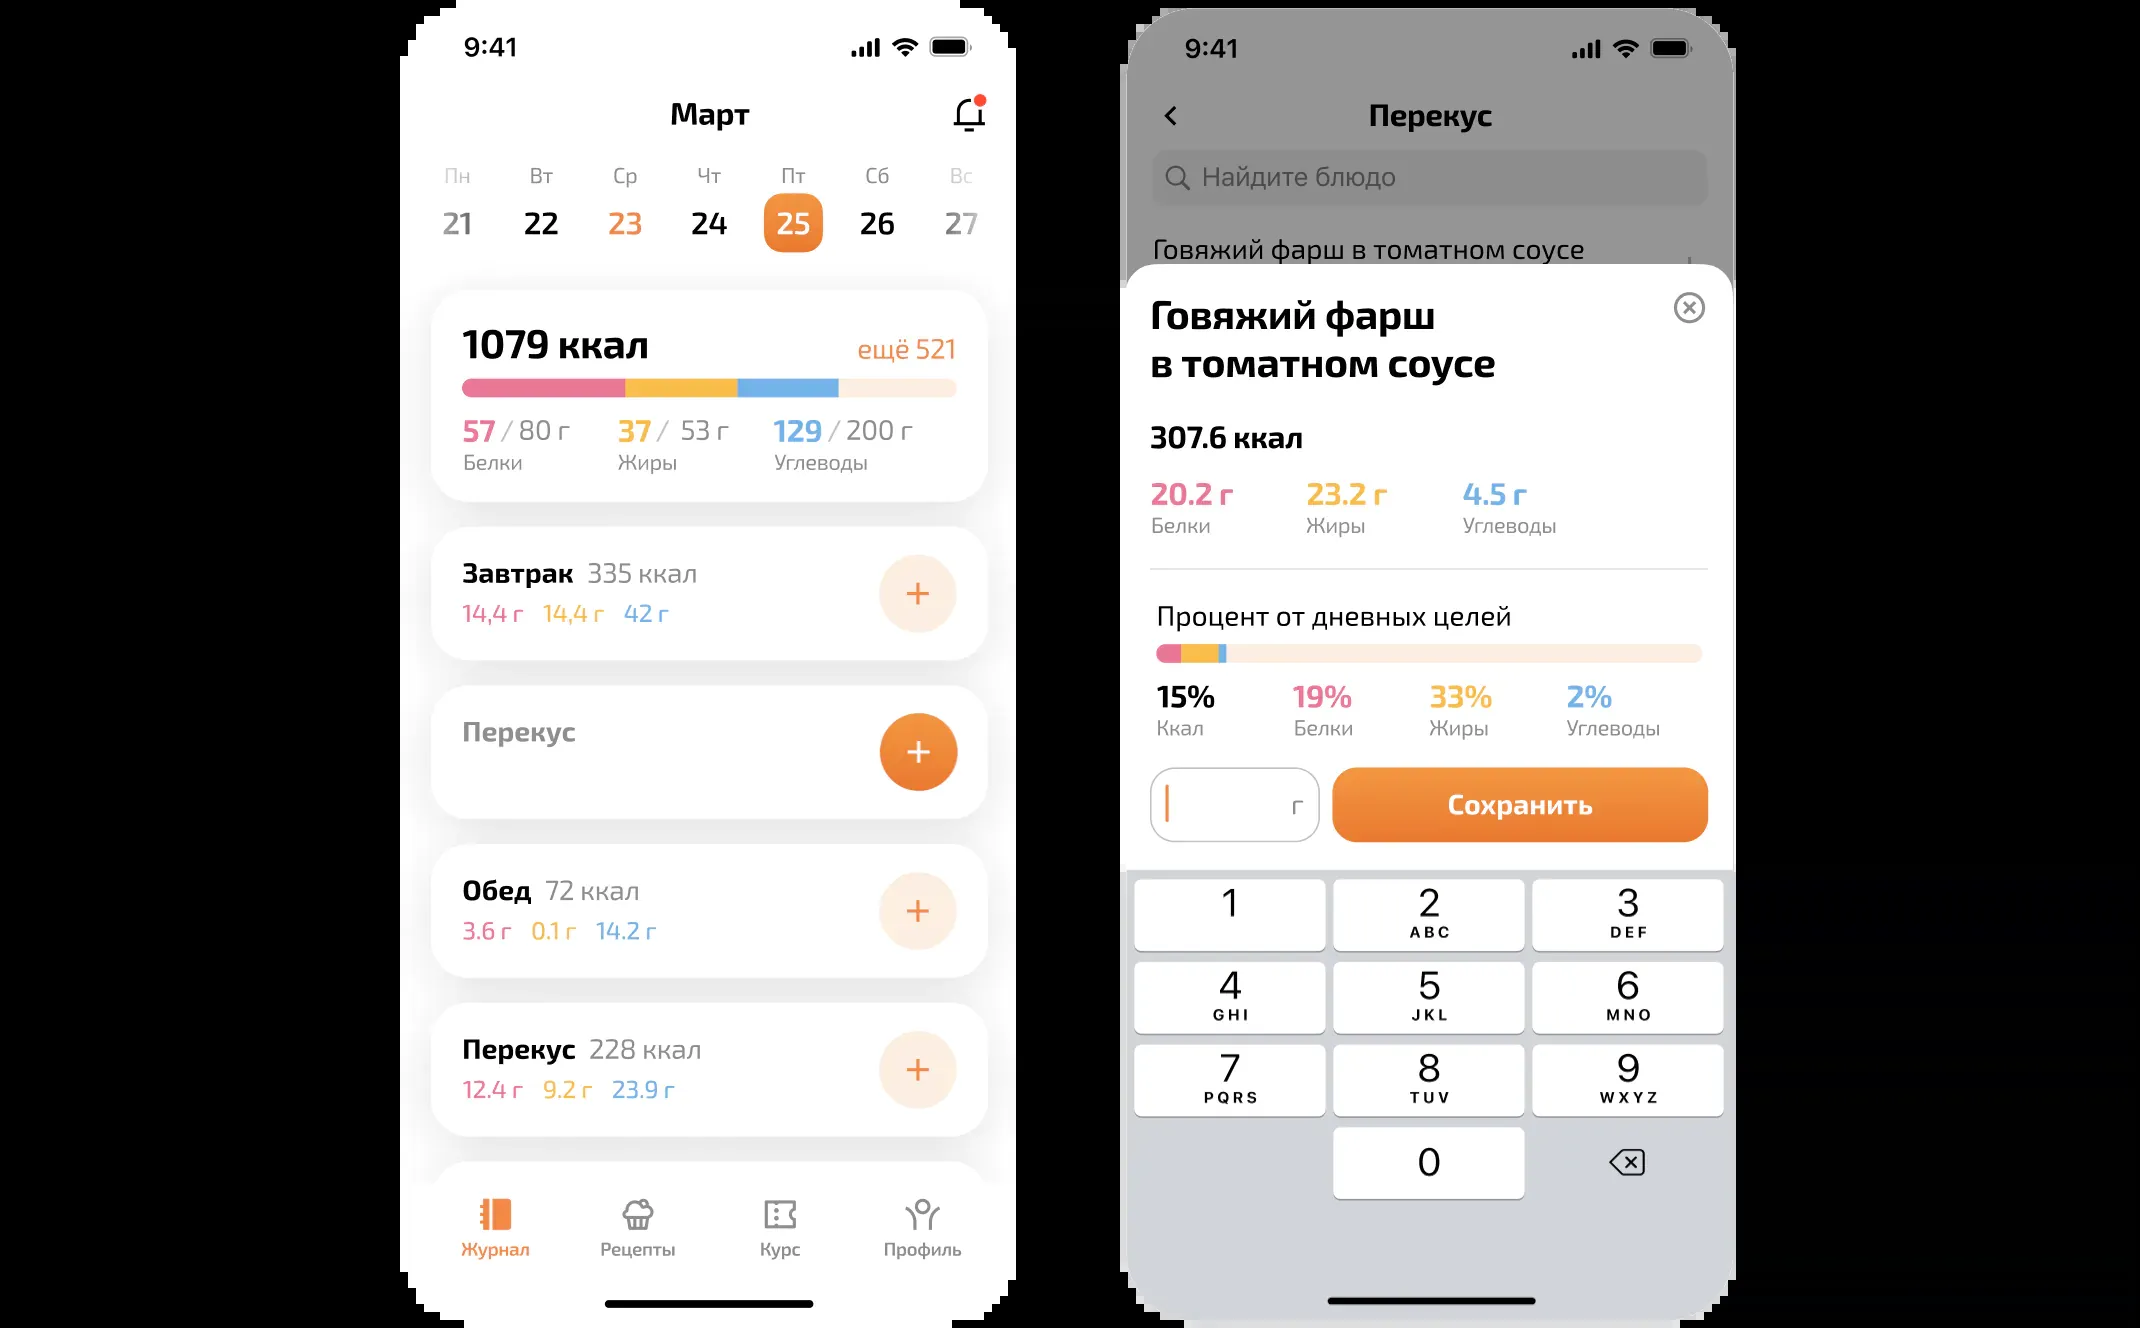 9:41
Март
Пн Вт Ср Чт Пт Сб Вс
21 22 23 24 25 26 27
1079 ккал ещё 521
57 / 80 г 37 / 53 г 129 / 200 г
Белки Жиры Углеводы
Завтрак 335 ккал
14,4 г 14,4 г 42 г
Перекус
Обед 72 ккал
3.6 г 0.1 г 14.2 г
Перекус 228 ккал
12.4 г 9.2 г 23.9 г
Журнал Рецепты Курс Профиль
9:41
Перекус
Найдите блюдо
Говяжий фарш в томатном соусе
Говяжий фарш
в томатном соусе
307.6 ккал
20.2 г 23.2 г 4.5 г
Белки Жиры Углеводы
Процент от дневных целей
15% 19% 33% 2%
Ккал Белки Жиры Углеводы
г Сохранить
1 2 3
ABC DEF
4 5 6
GHI JKL MNO
7 8 9
PQRS TUV WXYZ
0